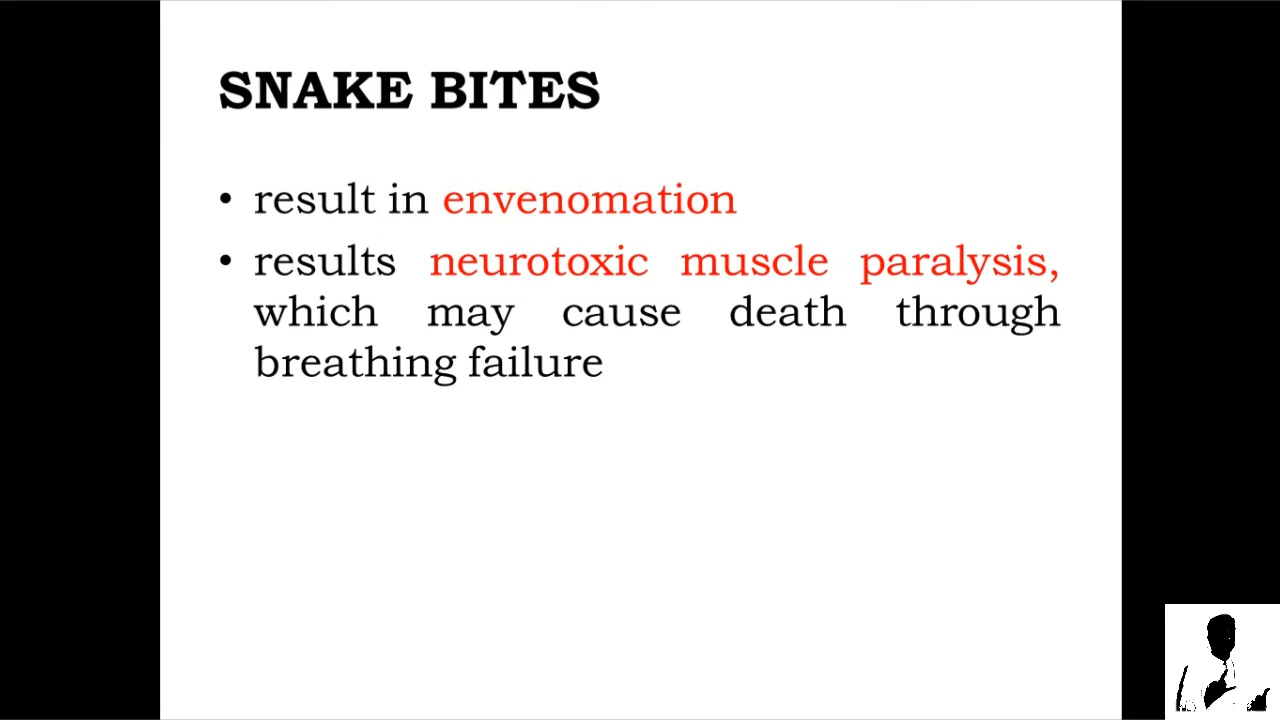 SNAKE BITES
• result in envenomation
• results neurotoxic muscle paralysis,
which may cause death through
breathing failure